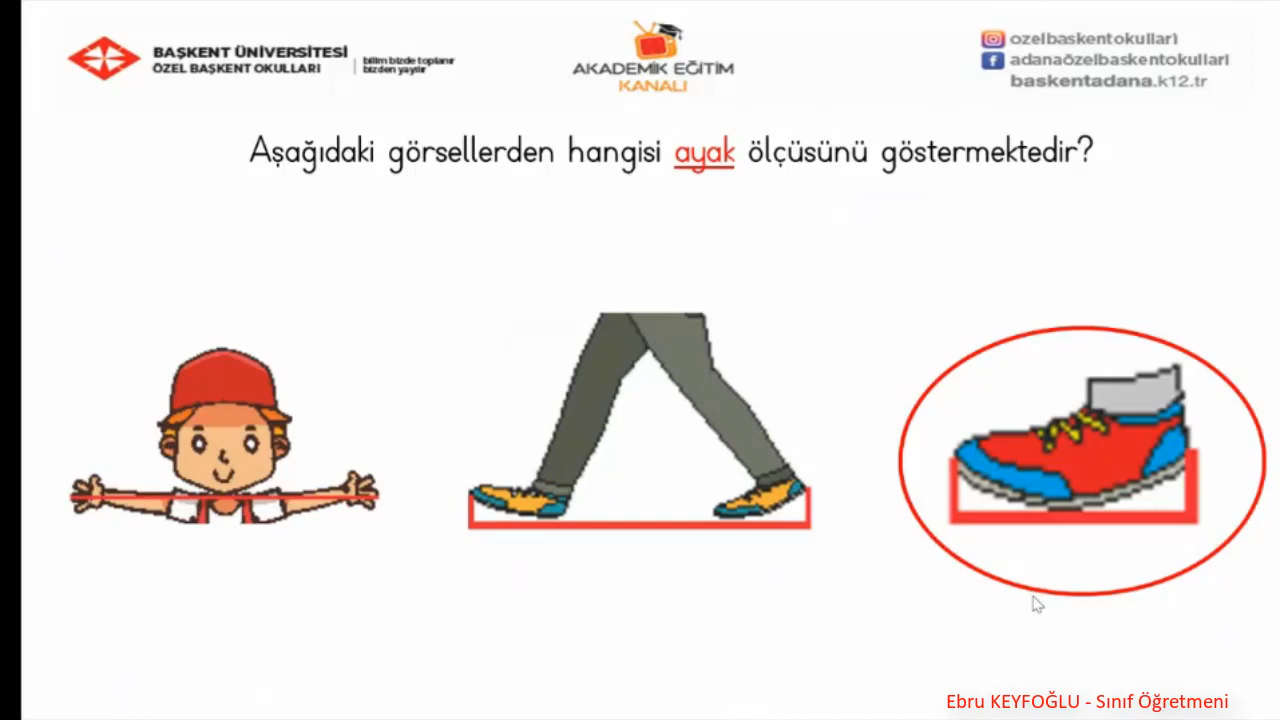 BAŞKENT ÜNİVERSİTESİ
ÖZEL BAŞKENT OKULLARI
bilim bizde toplanır
bizden yayılır
AKADEMİK EĞİTİM
KANALI
ozelbaskentokullari
adanaözelbaskentokullari
baskentadana.k12.tr
Aşağıdaki görsellerden hangisi ayak ölçüsünü göstermektedir?
Ebru KEYFOĞLU - Sınıf Öğretmeni